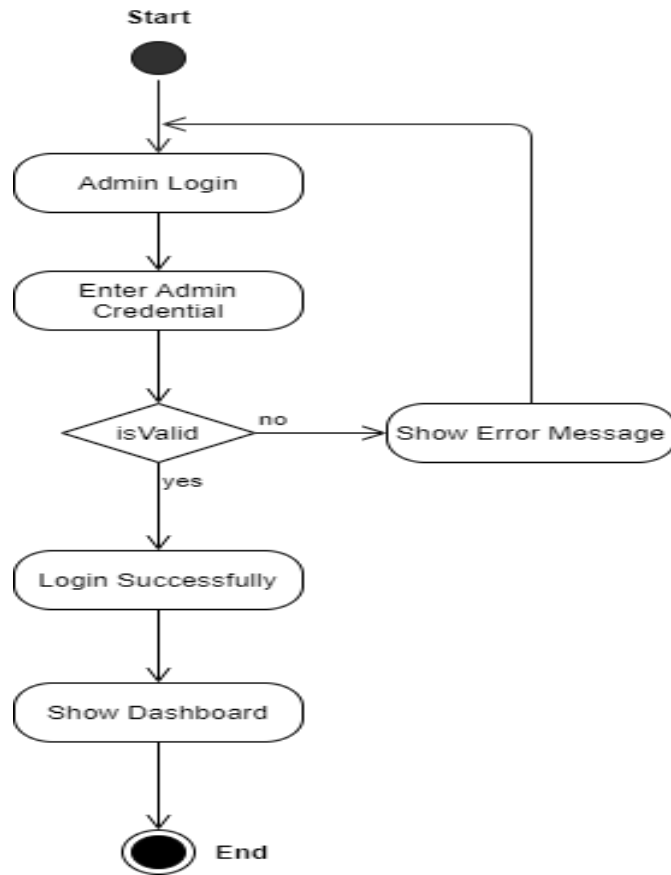 Start
Admin Login
Enter Admin
Credential
isValid
no
Show Error Message
yes
Login Successfully
Show Dashboard
End